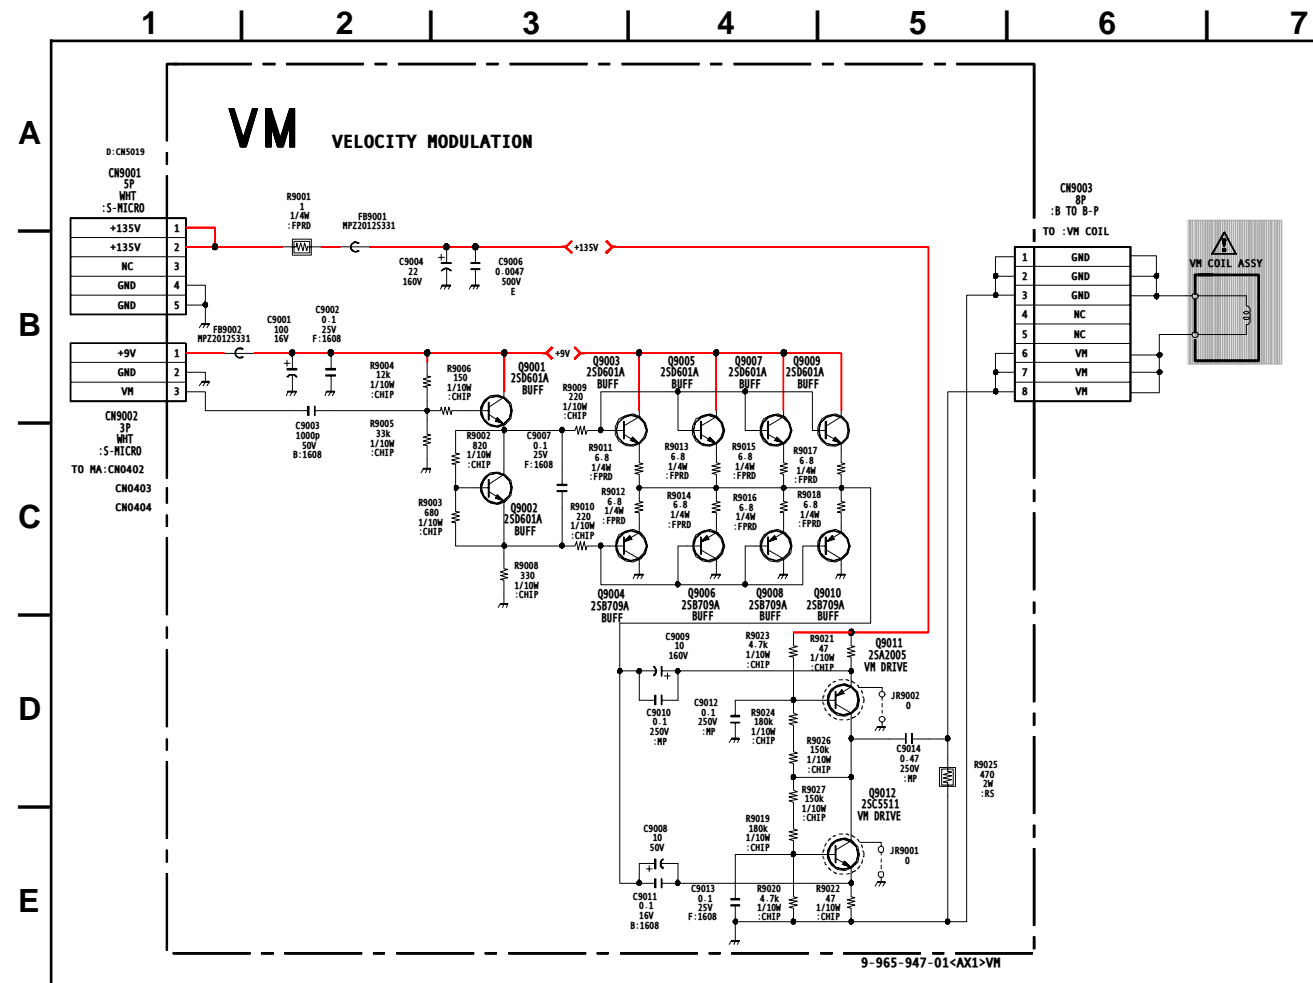 1 2 3 4 5 6 7
A
B
C
D
E
VM VELOCITY MODULATION
D:CN5019
CN9001
5P
WHT
:S-MICRO
+135V 1
+135V 2
NC 3
GND 4
GND 5
R9001
1
1/4W
:FPRD
FB9001
MPZ2012S331
C9004
22
160V
+
C9006
0.0047
500V
E
+135V
CN9003
8P
:B TO B-P
TO :VM COIL
1 GND
2 GND
3 GND
4 NC
5 NC
6 VM
7 VM
8 VM
VM COIL ASSY
FB9002
MPZ2012S331
C9001
100
16V
+
C9002
0.1
25V
F:1608
+9V 1
GND 2
VM 3
CN9002
3P
WHT
:S-MICRO
TO MA:CN0402
CN0403
CN0404
C9003
1000p
50V
B:1608
R9004
12k
1/10W
:CHIP
R9005
33k
1/10W
:CHIP
R9006
150
1/10W
:CHIP
Q9001
2SD601A
BUFF
+9V
R9009
220
1/10W
:CHIP
Q9003
2SD601A
BUFF
Q9005
2SD601A
BUFF
Q9007
2SD601A
BUFF
Q9009
2SD601A
BUFF
R9002
820
1/10W
:CHIP
C9007
0.1
25V
F:1608
R9011
6.8
1/4W
:FPRD
R9013
6.8
1/4W
:FPRD
R9015
6.8
1/4W
:FPRD
R9017
6.8
1/4W
:FPRD
R9003
680
1/10W
:CHIP
Q9002
2SD601A
BUFF
R9010
220
1/10W
:CHIP
R9012
6.8
1/4W
:FPRD
R9014
6.8
1/4W
:FPRD
R9016
6.8
1/4W
:FPRD
R9018
6.8
1/4W
:FPRD
R9008
330
1/10W
:CHIP
Q9004
2SB709A
BUFF
Q9006
2SB709A
BUFF
Q9008
2SB709A
BUFF
Q9010
2SB709A
BUFF
C9009
10
160V
+
C9010
0.1
250V
:MP
R9023
4.7k
1/10W
:CHIP
R9021
47
1/10W
:CHIP
Q9011
2SA2005
VM DRIVE
C9012
0.1
250V
:MP
R9024
180k
1/10W
:CHIP
JR9002
0
R9026
150k
1/10W
:CHIP
C9014
0.47
250V
:MP
R9025
470
2W
:RS
R9027
150k
1/10W
:CHIP
Q9012
2SC5511
VM DRIVE
C9008
10
50V
+
R9019
180k
1/10W
:CHIP
JR9001
0
C9011
0.1
16V
B:1608
C9013
0.1
25V
F:1608
R9020
4.7k
1/10W
:CHIP
R9022
47
1/10W
:CHIP
9-965-947-01<AX1>VM